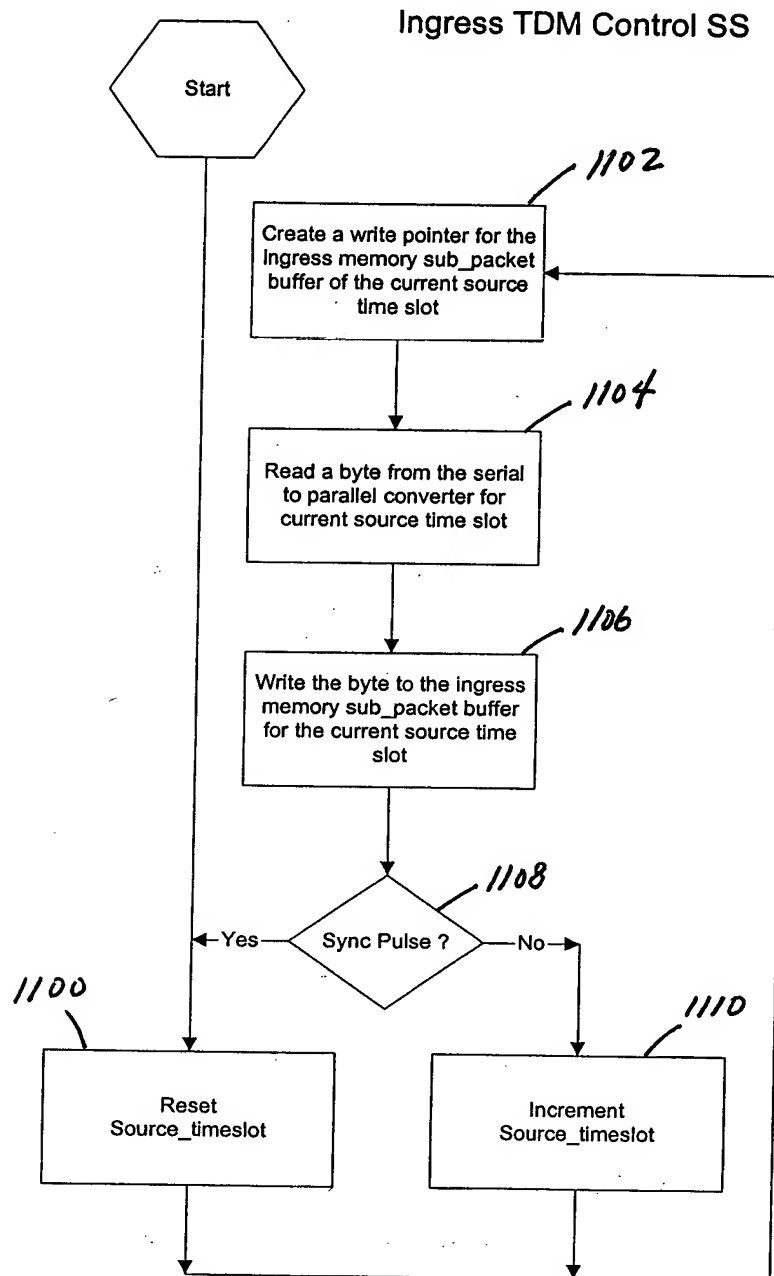 Ingress TDM Control SS
Start
1102
Create a write pointer for the
ingress memory sub_packet
buffer of the current source
time slot
1104
Read a byte from the serial
to parallel converter for
current source time slot
1106
Write the byte to the ingress
memory sub_packet buffer
for the current source time
slot
1108
Yes
Sync Pulse ?
No
1100
1110
Reset
Source_timeslot
Increment
Source_timeslot